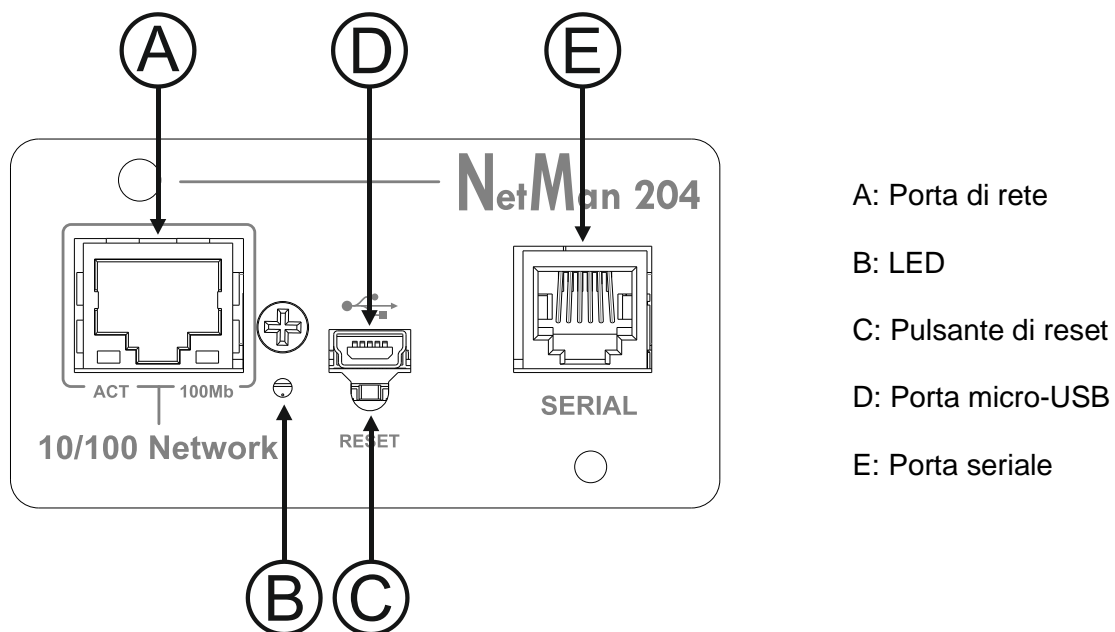 A
D
E
NetMan 204
ACT
100Mb
10/100 Network
RESET
SERIAL
B
C
A: Porta di rete
B: LED
C: Pulsante di reset
D: Porta micro-USB
E: Porta seriale